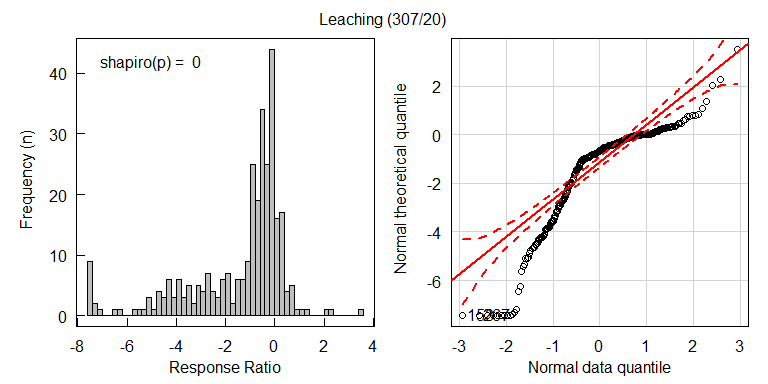 Leaching (307/20)
shapiro(p) = 0
Frequency (n)
40
30
20
10
0
-8 -6 -4 -2 0 2 4
Response Ratio
Normal theoretical quantile
2
0
-2
-4
-6
-3 -2 -1 0 1 2 3
Normal data quantile